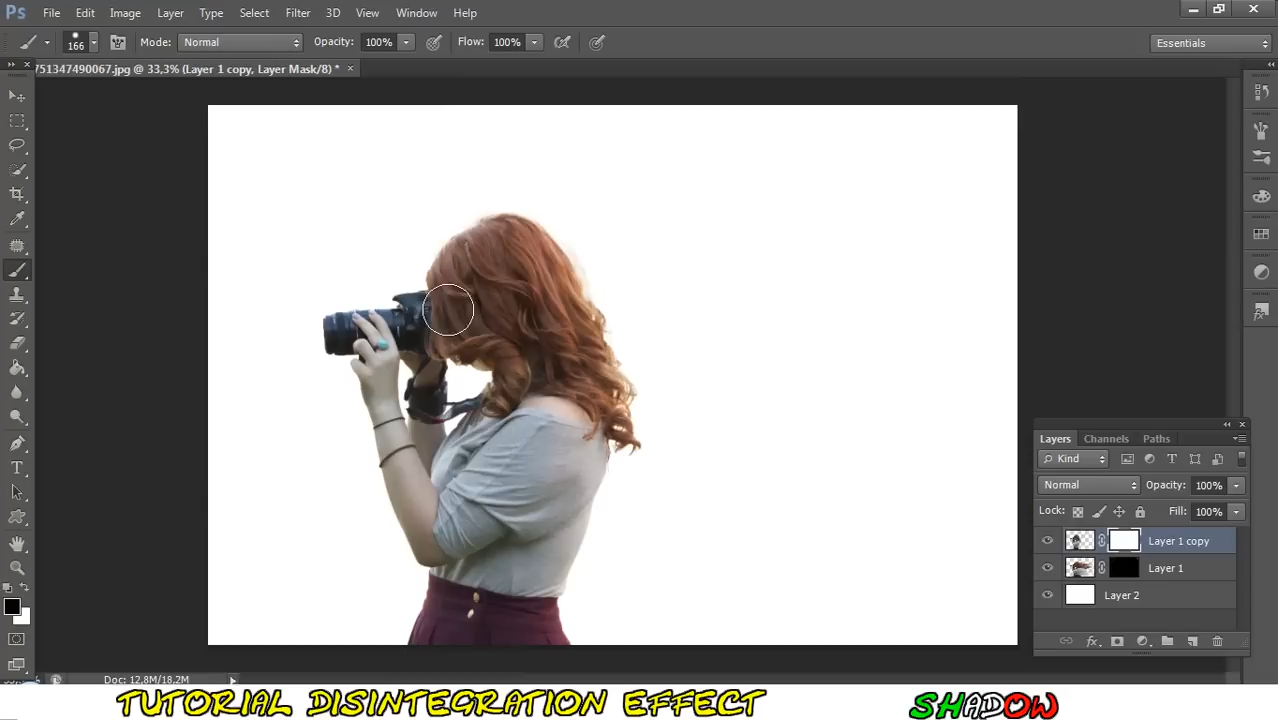 Ps File Edit Image Layer Type Select Filter 3D View Window Help
166 Mode: Normal Opacity: 100% Flow: 100% Essentials
751347490067.jpg @ 33,3% (Layer 1 copy, Layer Mask/8) * ×
Layers Channels Paths
Kind
Normal Opacity: 100%
Lock: Fill: 100%
Layer 1 copy
Layer 1
Layer 2
fx
Doc: 12,8M/18,2M
TUTORIAL DISINTEGRATION EFFECT SHADOW